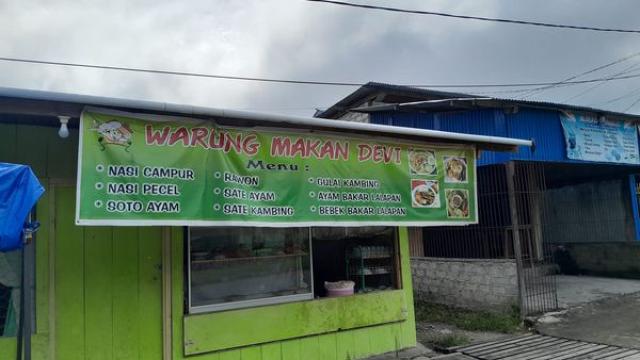 WARUNG MAKAN DEVI
Menu :
• NASI CAMPUR
• NASI PECEL
• SOTO AYAM
• RAWON
• SATE AYAM
• SATE KAMBING
• GULAI KAMBING
• AYAM BAKAR LALAPAN
• BEBEK BAKAR LALAPAN